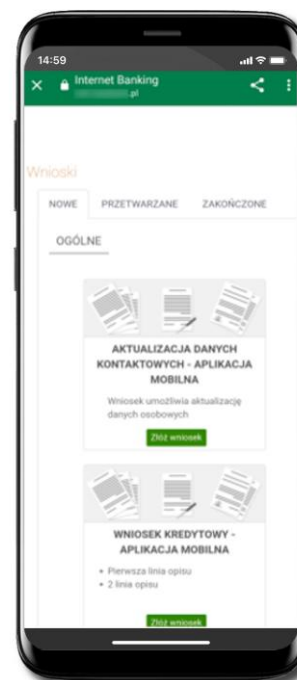 14:59
Internet Banking
.pl
Wnioski
NOWE PRZETWARZANE ZAKOŃCZONE
OGÓLNE
AKTUALIZACJA DANYCH
KONTAKTOWYCH - APLIKACJA
MOBILNA
Wniosek umożliwia aktualizację
danych osobowych
Złóż wniosek
WNIOSEK KREDYTOWY -
APLIKACJA MOBILNA
• Pierwsza linia opisu
• 2 linia opisu
Złóż wniosek